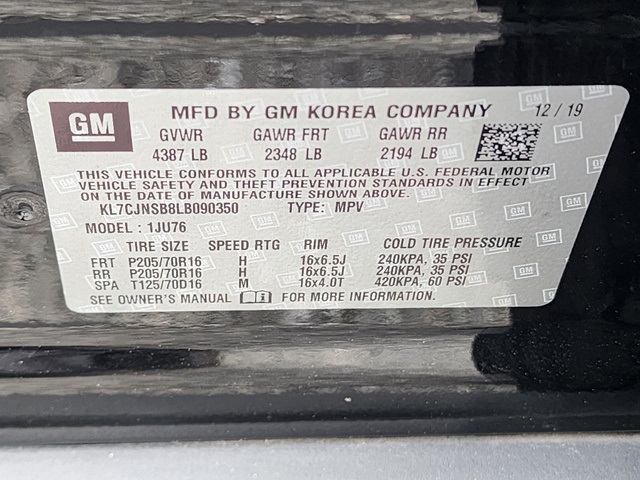 GM MFD BY GM KOREA COMPANY 12/19
GVWR GAWR FRT GAWR RR
4387 LB 2348 LB 2194 LB
THIS VEHICLE CONFORMS TO ALL APPLICABLE U.S. FEDERAL MOTOR
VEHICLE SAFETY AND THEFT PREVENTION STANDARDS IN EFFECT
ON THE DATE OF MANUFACTURE SHOWN ABOVE.
KL7CJNSB8LB090350 TYPE: MPV
MODEL : 1JU76
TIRE SIZE SPEED RTG RIM COLD TIRE PRESSURE
FRT P205/70R16 H 16x6.5J 240KPA, 35 PSI
RR P205/70R16 H 16x6.5J 240KPA, 35 PSI
SPA T125/70D16 M 16x4.0T 420KPA, 60 PSI
SEE OWNER'S MANUAL FOR MORE INFORMATION.